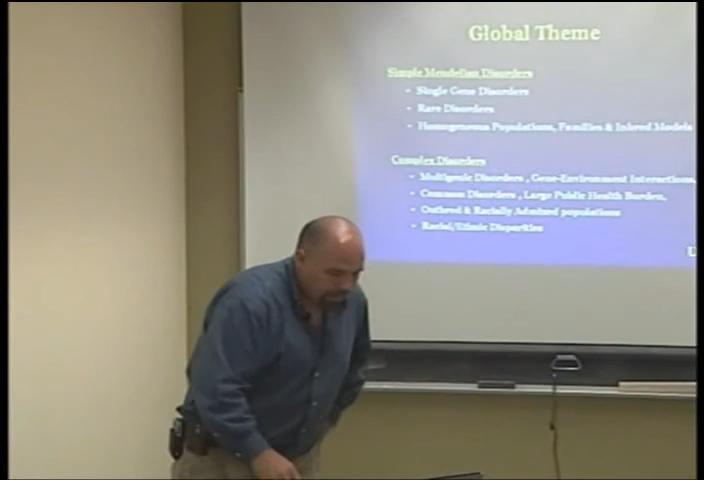 Global Theme
Simple Mendelian Disorders
- Single Gene Disorders
- Rare Disorders
- Homogeneous Populations, Families & Inbred Models
Complex Disorders
- Multigenic Disorders , Gene-Environment Interactions,
- Common Disorders , Large Public Health Burden,
- Outbred & Racially Admixed populations
- Racial/Ethnic Disparities